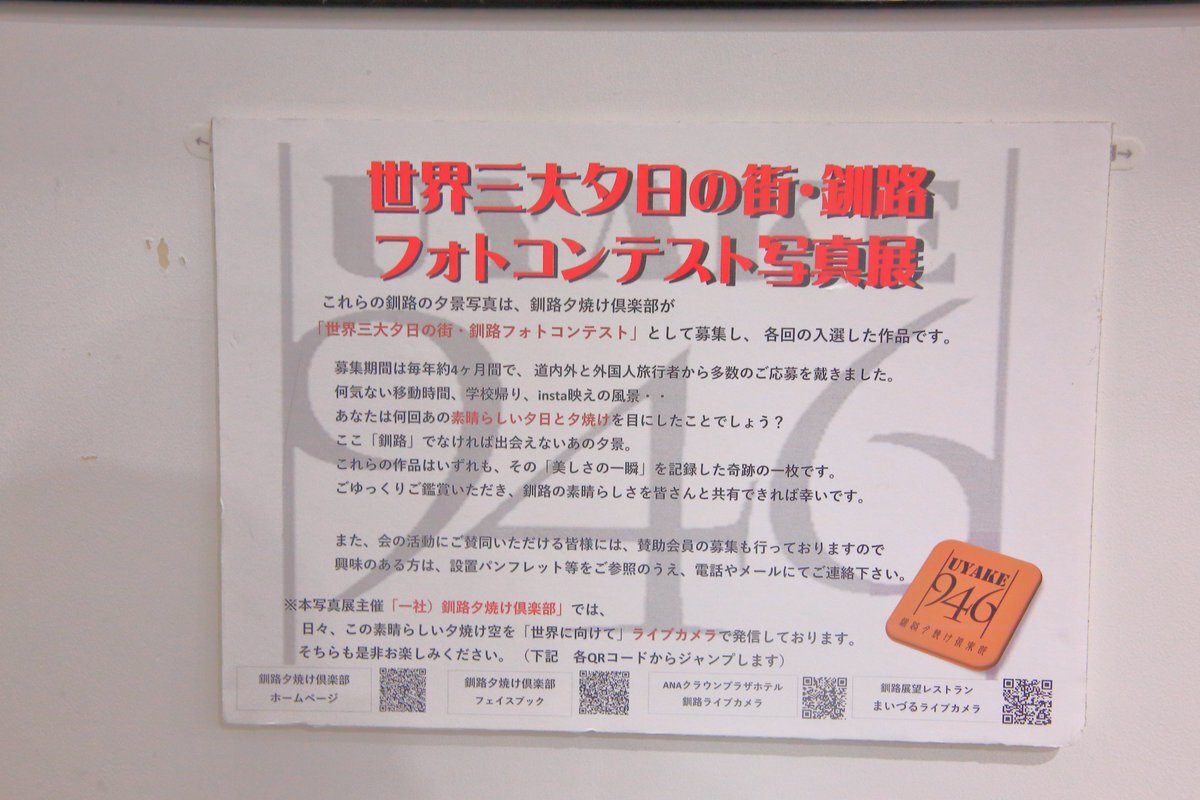 世界三大夕日の街・釧路
フォトコンテスト写真展
これらの釧路の夕景写真は、釧路夕焼け倶楽部が
「世界三大夕日の街・釧路フォトコンテスト」として募集し、各回の入選した作品です。
募集期間は毎年約4ヶ月間で、道内外と外国人旅行者から多数のご応募を戴きました。
何気ない移動時間、学校帰り、insta映えの風景・・
あなたは何回あの素晴らしい夕日と夕焼けを目にしたことでしょう？
ここ「釧路」でなければ出会えないあの夕景。
これらの作品はいずれも、その「美しさの一瞬」を記録した奇跡の一枚です。
ごゆっくりご鑑賞いただき、釧路の素晴らしさを皆さんと共有できれば幸いです。
また、会の活動にご賛同いただける皆様には、賛助会員の募集も行っておりますので
興味のある方は、設置パンフレット等をご参照のうえ、電話やメールにてご連絡下さい。
※本写真展主催「一社）釧路夕焼け倶楽部」では、
日々、この素晴らしい夕焼け空を「世界に向けて」ライブカメラで発信しております。
そちらも是非お楽しみください。（下記　各QRコードからジャンプします）
UYAKE
946
UYAKE
946
釧路夕焼け倶楽部
釧路夕焼け倶楽部
ホームページ
釧路夕焼け倶楽部
フェイスブック
ANAクラウンプラザホテル
釧路ライブカメラ
釧路展望レストラン
まいづるライブカメラ